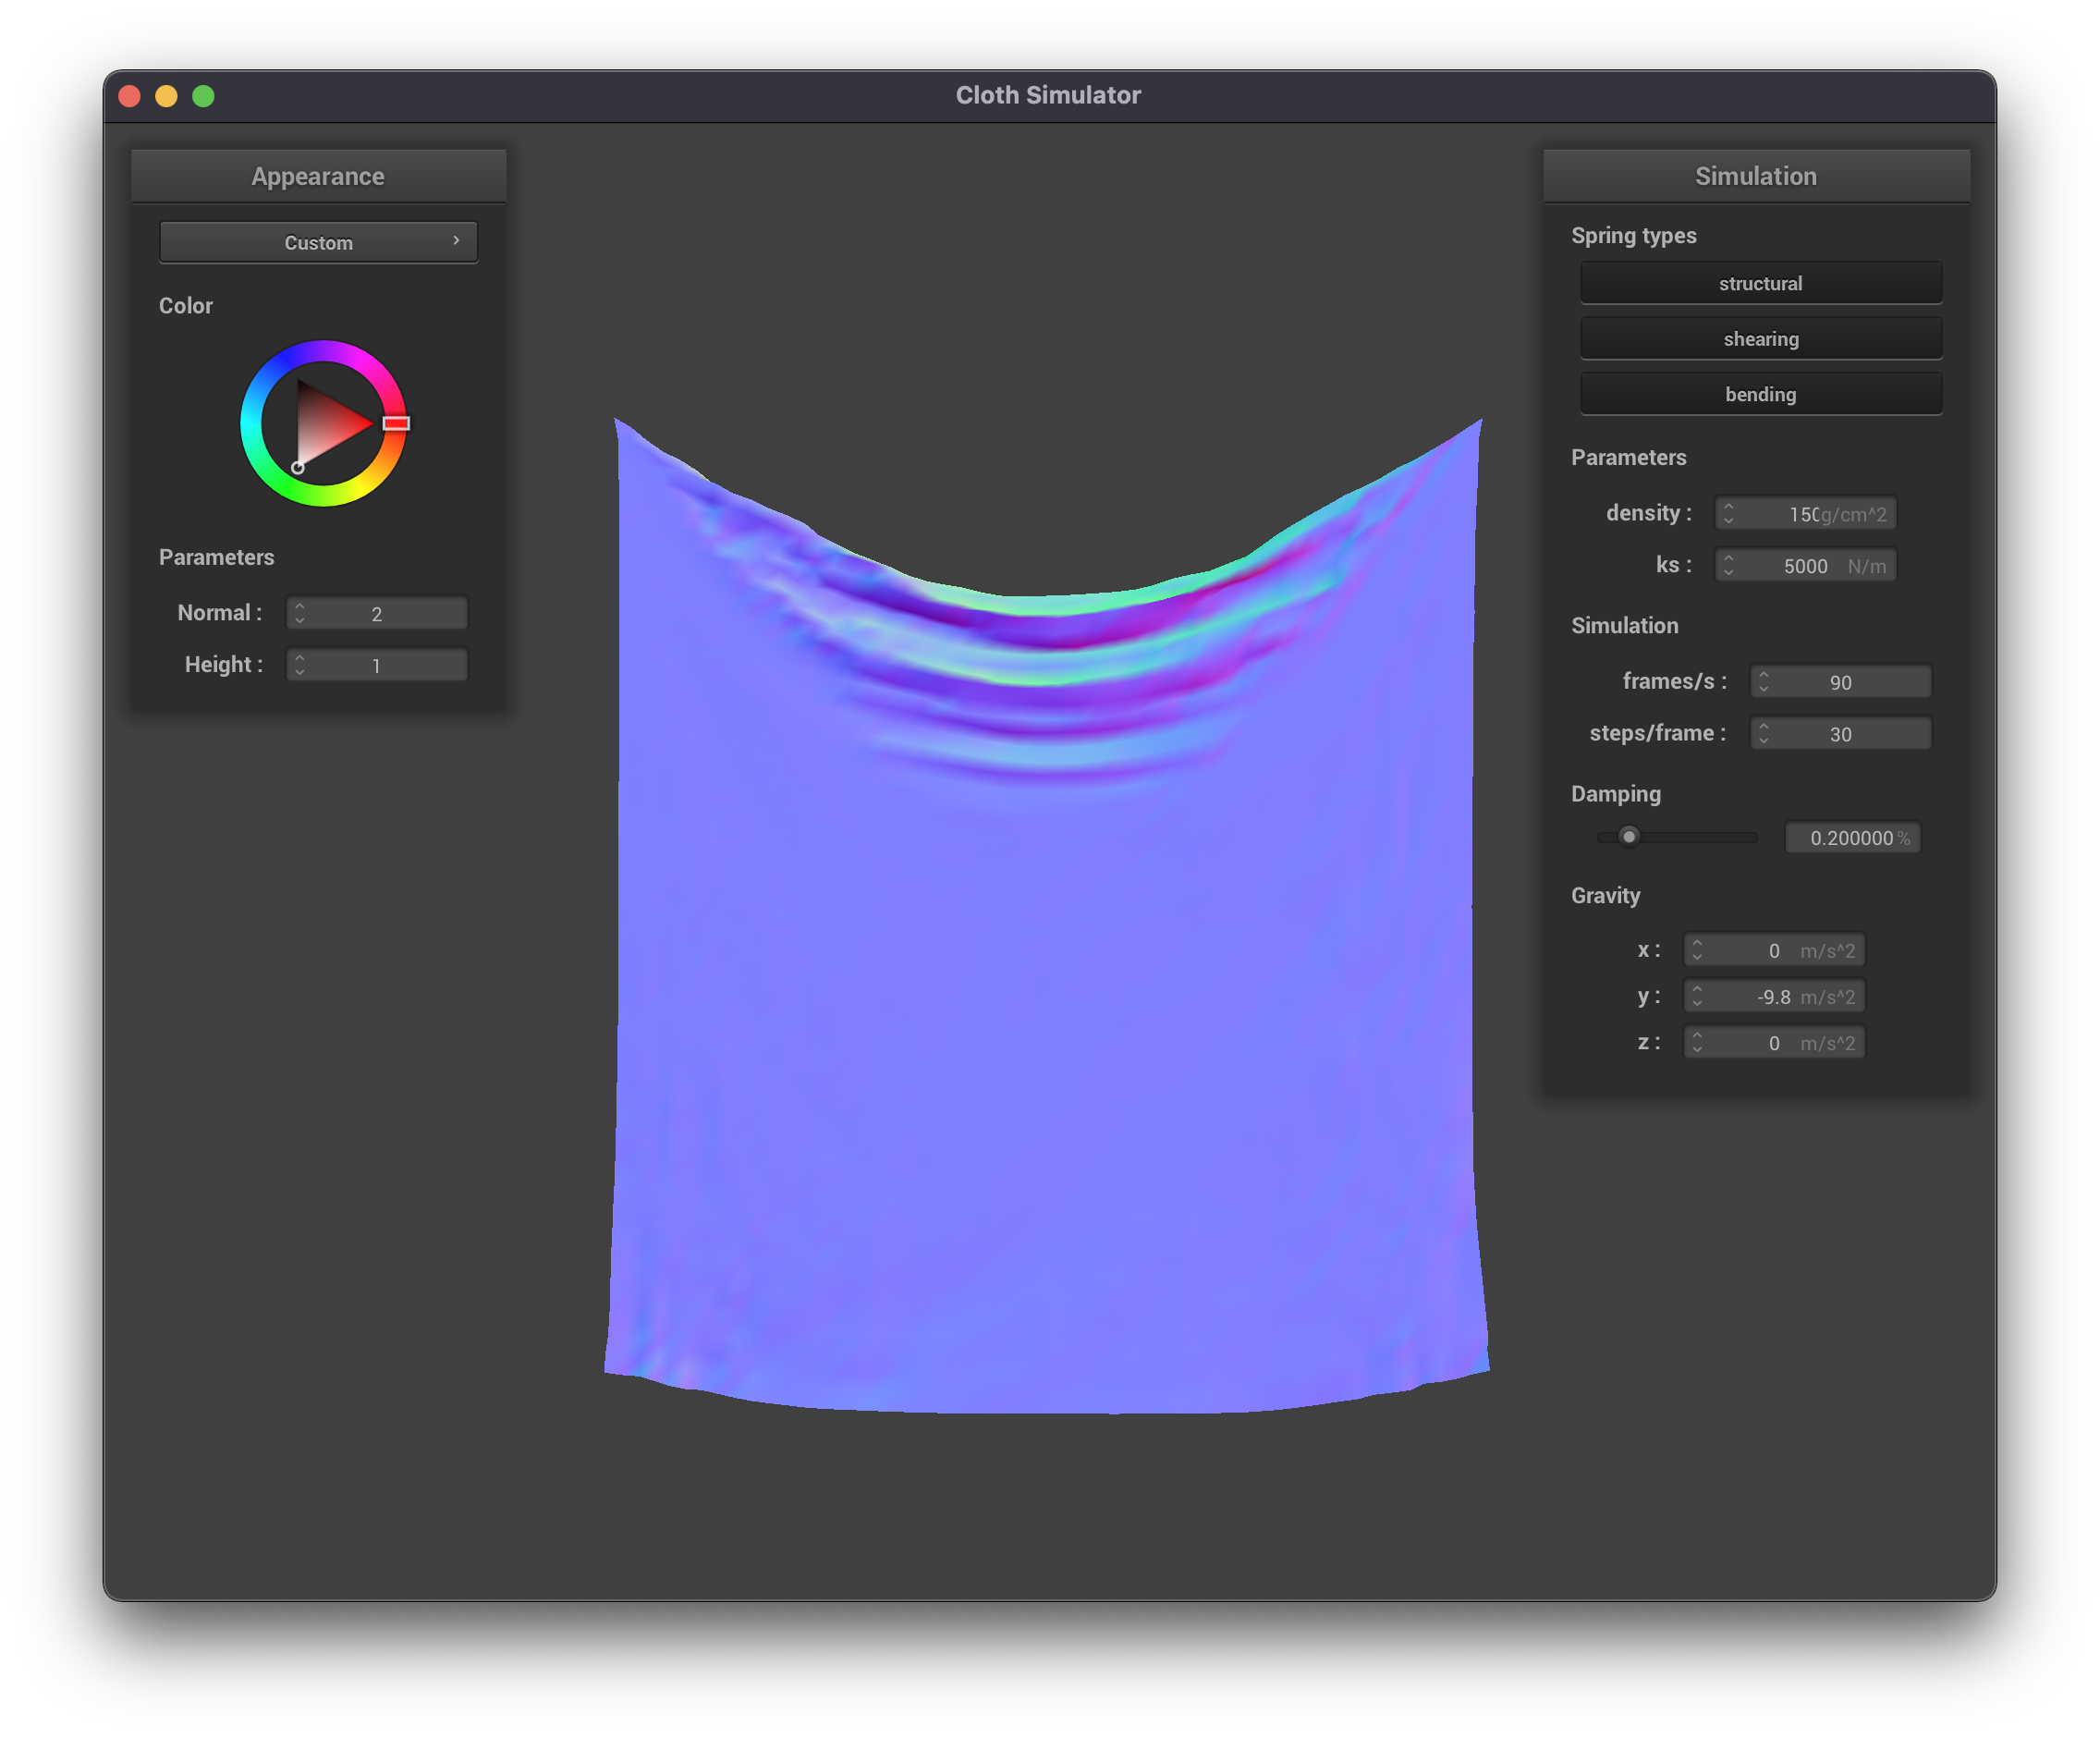 Cloth Simulator
Appearance
Custom
Color
Parameters
Normal : 2
Height : 1
Simulation
Spring types
structural
shearing
bending
Parameters
density : 150 g/cm^2
ks : 5000 N/m
Simulation
frames/s : 90
steps/frame : 30
Damping
0.200000 %
Gravity
x : 0 m/s^2
y : -9.8 m/s^2
z : 0 m/s^2